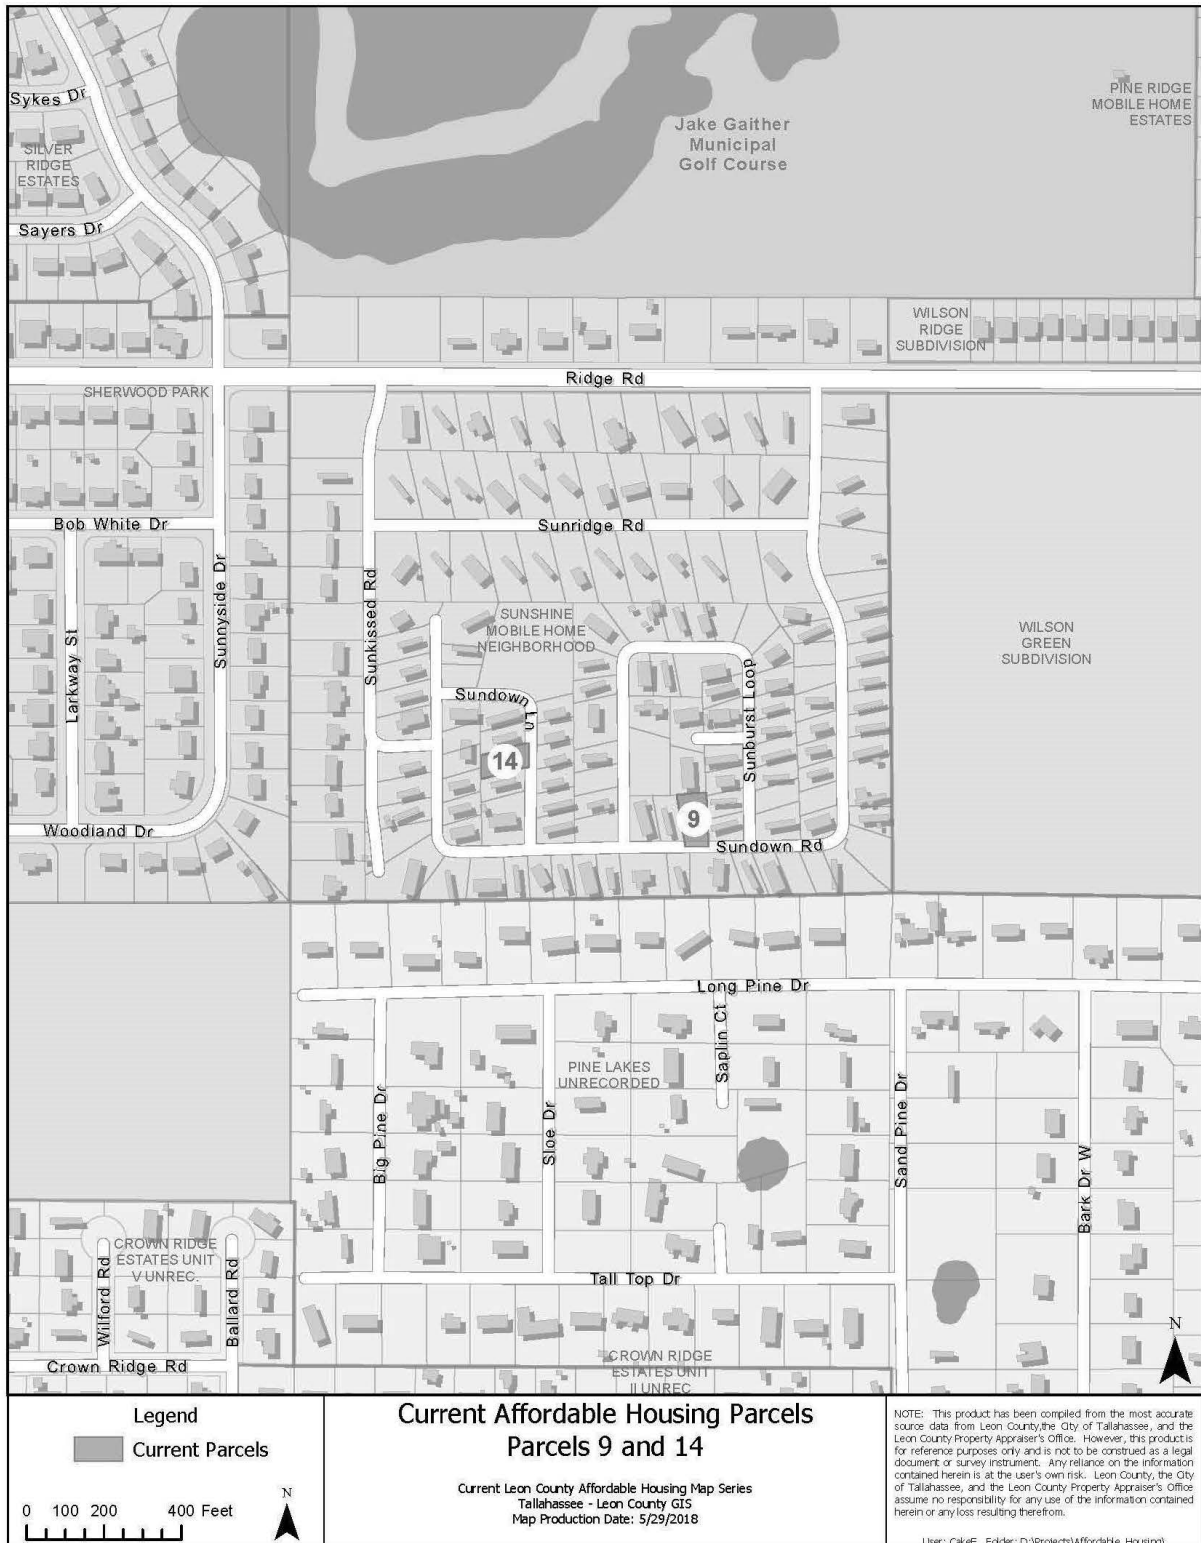 Sykes Dr
SILVER
RIDGE
ESTATES
Sayers Dr
Jake Gaither
Municipal
Golf Course
PINE RIDGE
MOBILE HOME
ESTATES
WILSON
RIDGE
SUBDIVISION
Ridge Rd
SHERWOOD PARK
Bob White Dr
Sunridge Rd
Larkway St
Sunnyside Dr
Sunkissed Rd
SUNSHINE
MOBILE HOME
NEIGHBORHOOD
WILSON
GREEN
SUBDIVISION
Sundown Ln
Sunburst Loop
14
9
Woodland Dr
Sundown Rd
Long Pine Dr
Saplin Ct
PINE LAKES
UNRECORDED
Big Pine Dr
Sloe Dr
Sand Pine Dr
Bark Dr W
CROWN RIDGE
ESTATES UNIT
V UNREC.
Wilford Rd
Ballard Rd
Tall Top Dr
Crown Ridge Rd
CROWN RIDGE
ESTATES UNIT
II UNREC
N
Legend
Current Parcels
0 100 200 400 Feet
N
Current Affordable Housing Parcels
Parcels 9 and 14
Current Leon County Affordable Housing Map Series
Tallahassee - Leon County GIS
Map Production Date: 5/29/2018
NOTE: This product has been compiled from the most accurate
source data from Leon County,the City of Tallahassee, and the
Leon County Property Appraiser's Office. However, this product is
for reference purposes only and is not to be construed as a legal
document or survey instrument. Any reliance on the information
contained herein is at the user's own risk. Leon County, the City
of Tallahassee, and the Leon County Property Appraiser's Office
assume no responsibility for any use of the information contained
herein or any loss resulting therefrom.
User: CakeE Folder: D:\Projects\Affordable_Housing\